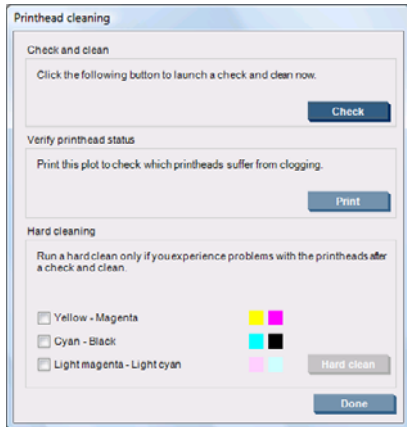 Printhead cleaning
Check and clean
Click the following button to launch a check and clean now.
Check
Verify printhead status
Print this plot to check which printheads suffer from clogging.
Print
Hard cleaning
Run a hard clean only if you experience problems with the printheads after
a check and clean.
Yellow - Magenta
Cyan - Black
Light magenta - Light cyan
Hard clean
Done